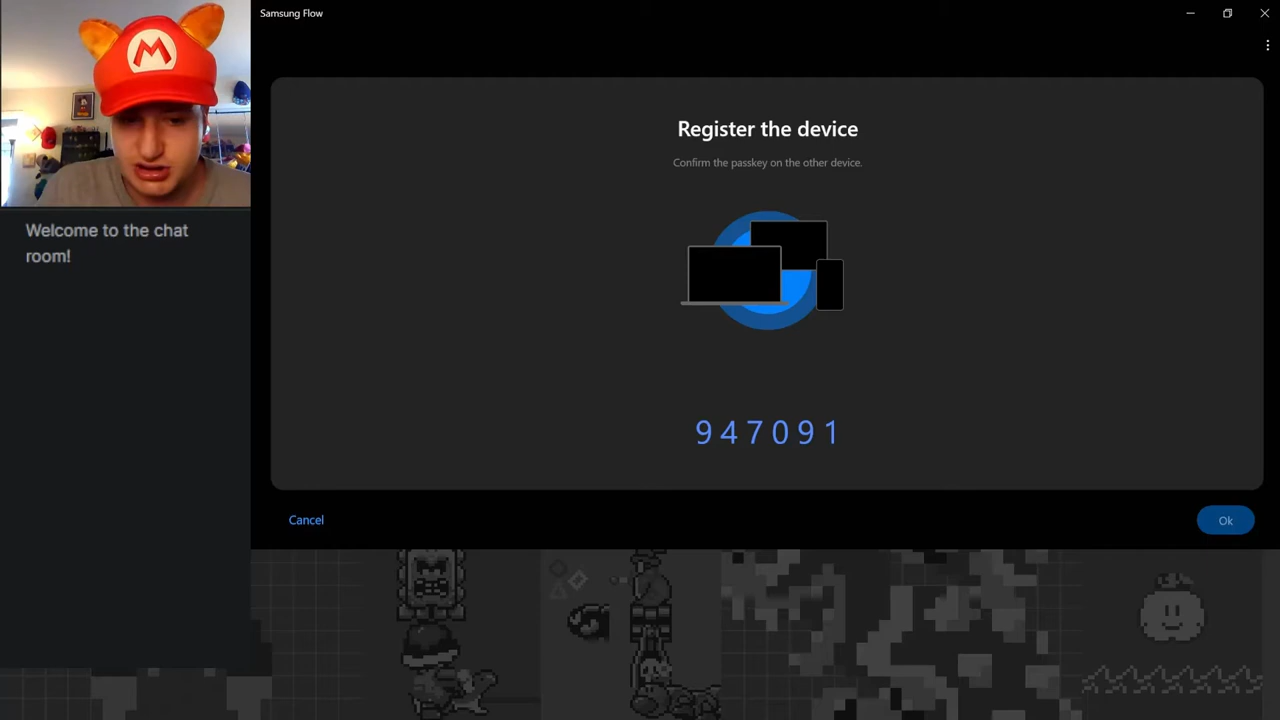 Samsung Flow
M
Welcome to the chat
room!
Register the device
Confirm the passkey on the other device.
947091
Cancel
Ok